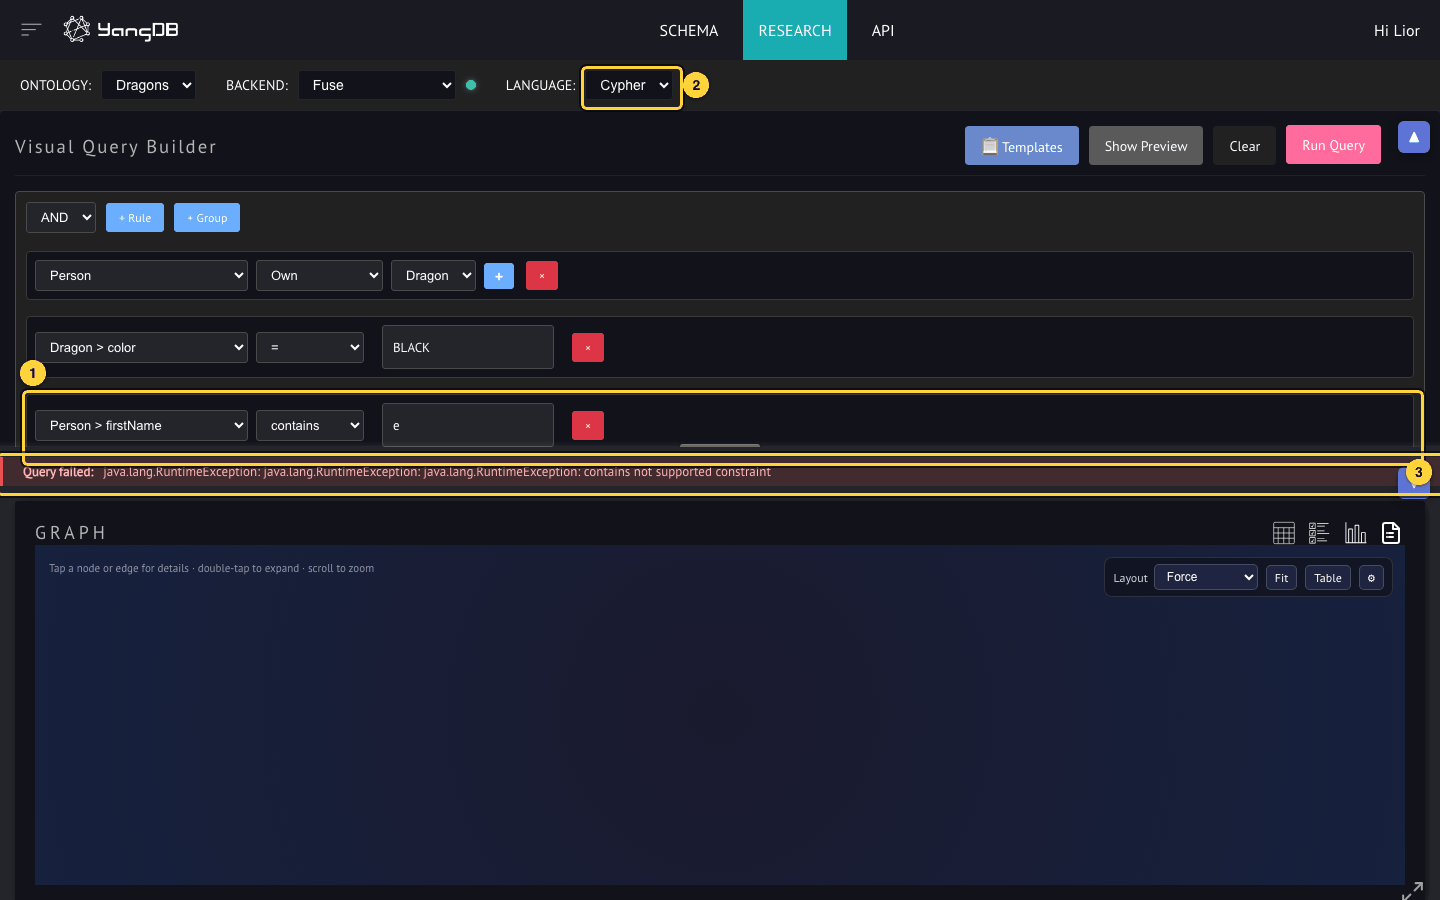 YangDB
SCHEMA
RESEARCH
API
Hi Lior
ONTOLOGY: Dragons
BACKEND: Fuse
LANGUAGE: Cypher
2
Visual Query Builder
Templates
Show Preview
Clear
Run Query
▲
AND
+ Rule
+ Group
Person
Own
Dragon
+
×
Dragon > color
=
BLACK
×
1
Person > firstName
contains
e
×
Query failed: java.lang.RuntimeException: java.lang.RuntimeException: java.lang.RuntimeException: contains not supported constraint
3
GRAPH
Tap a node or edge for details · double-tap to expand · scroll to zoom
Layout Force
Fit
Table